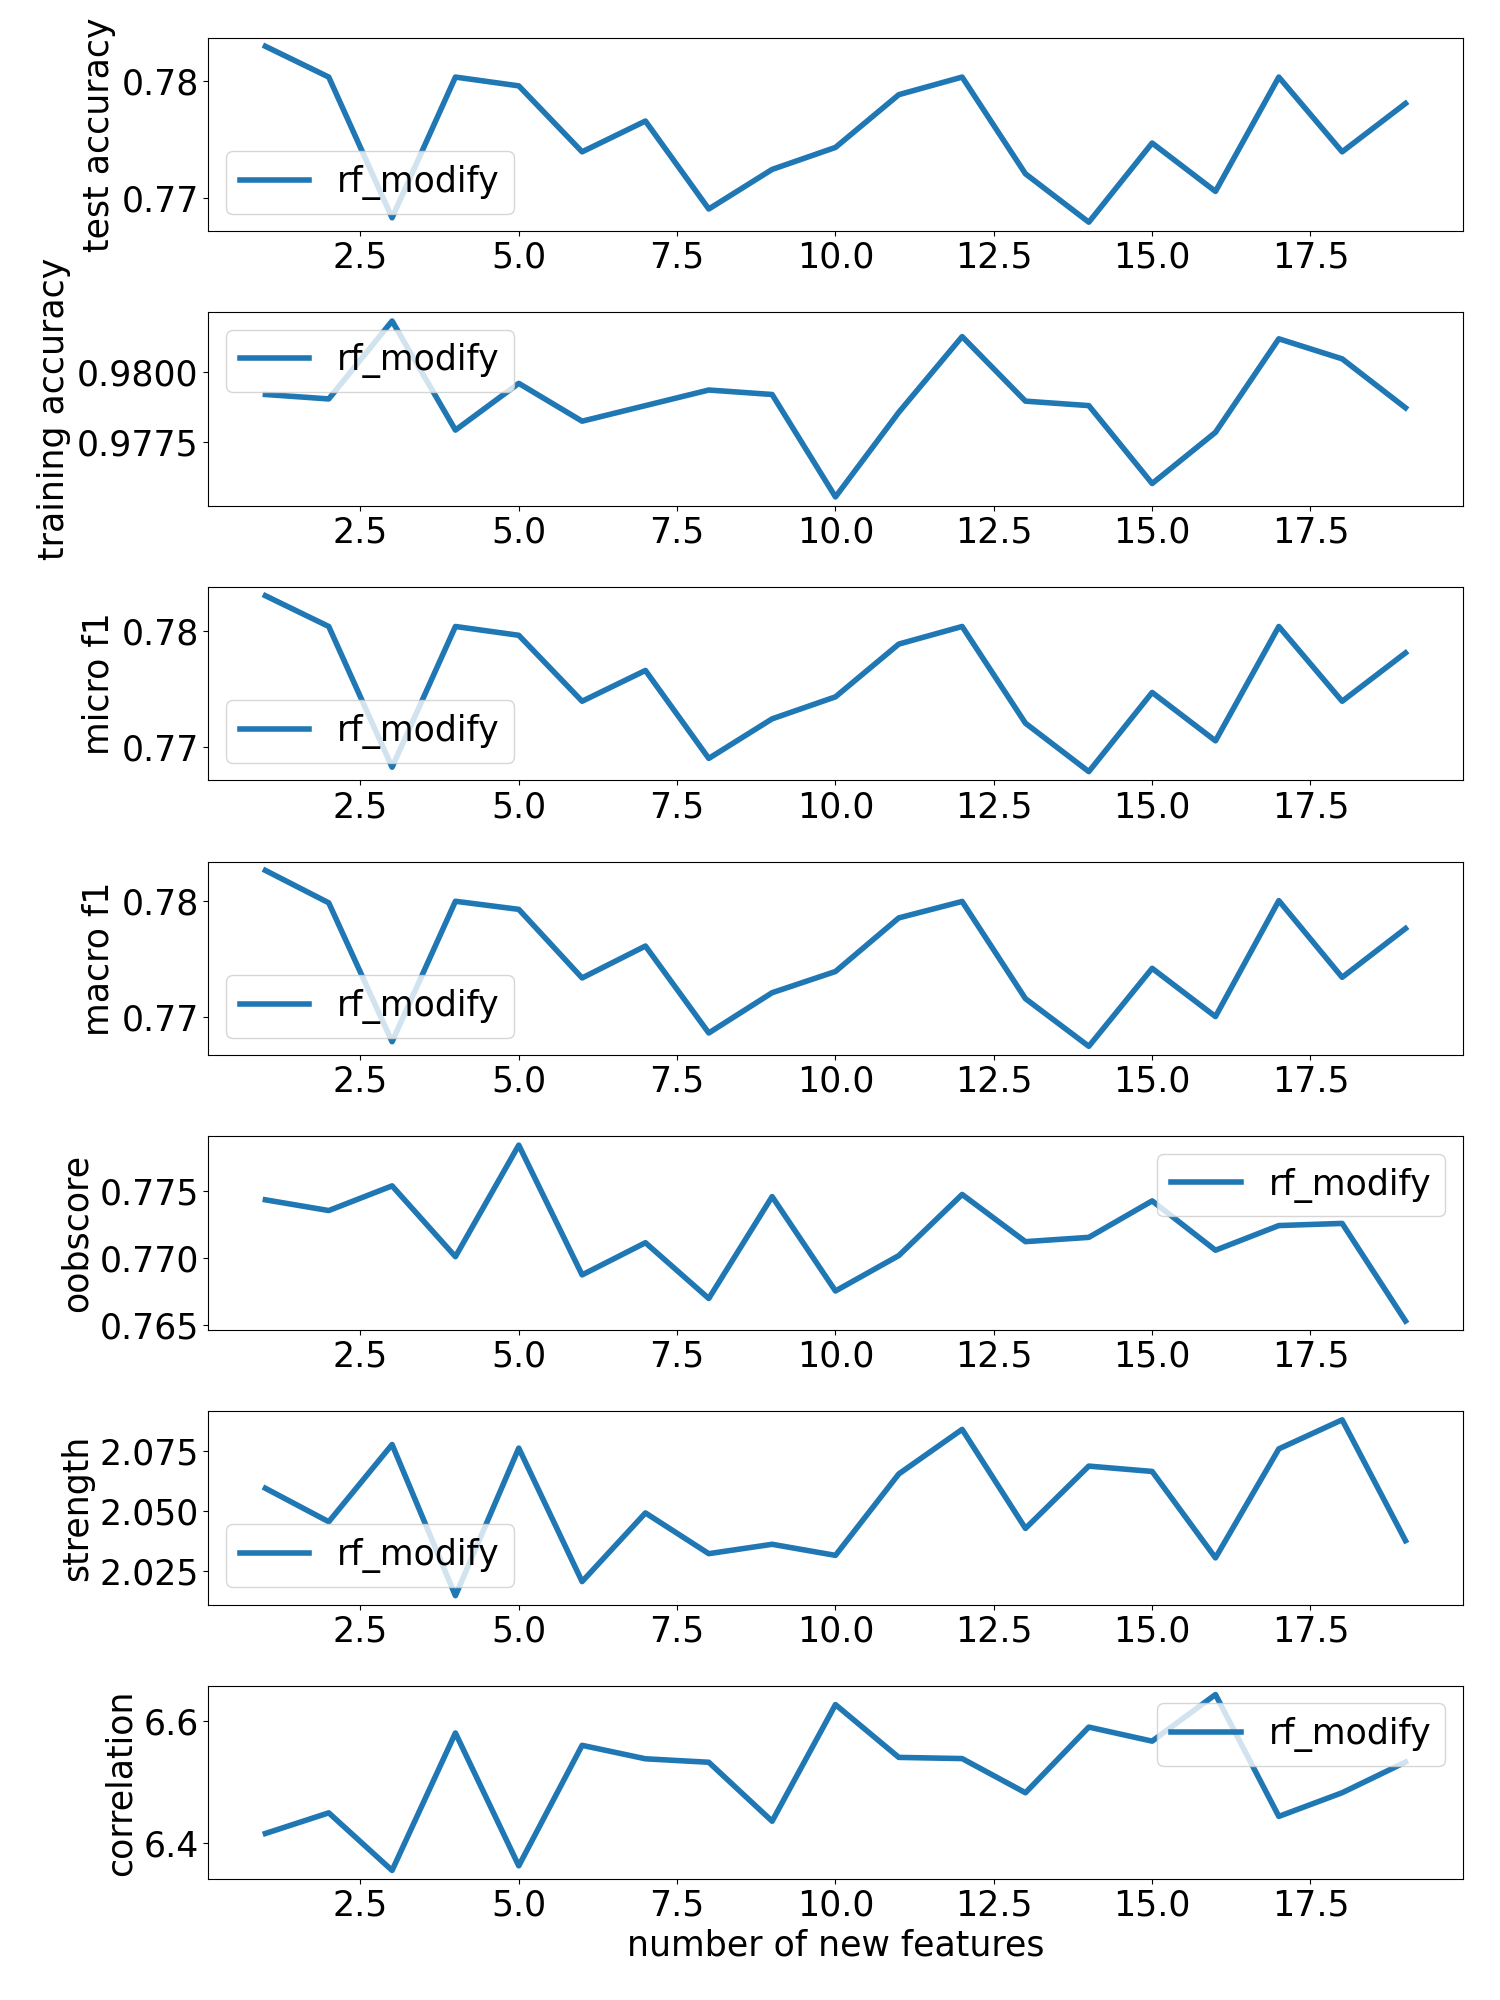 test accuracy
0.78
0.77
rf_modify
2.5 5.0 7.5 10.0 12.5 15.0 17.5
training accuracy
0.9800
0.9775
rf_modify
2.5 5.0 7.5 10.0 12.5 15.0 17.5
micro f1
0.78
0.77
rf_modify
2.5 5.0 7.5 10.0 12.5 15.0 17.5
macro f1
0.78
0.77
rf_modify
2.5 5.0 7.5 10.0 12.5 15.0 17.5
oobscore
0.775
0.770
0.765
rf_modify
2.5 5.0 7.5 10.0 12.5 15.0 17.5
strength
2.075
2.050
2.025
rf_modify
2.5 5.0 7.5 10.0 12.5 15.0 17.5
correlation
6.6
6.4
rf_modify
2.5 5.0 7.5 10.0 12.5 15.0 17.5
number of new features